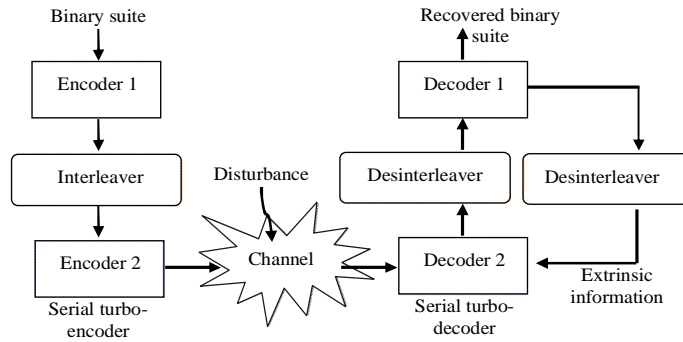 Binary suite
Encoder 1
Interleaver
Encoder 2
Serial turbo-
encoder
Disturbance
Channel
Recovered binary
suite
Decoder 1
Desinterleaver
Desinterleaver
Decoder 2
Serial turbo-
decoder
Extrinsic
information